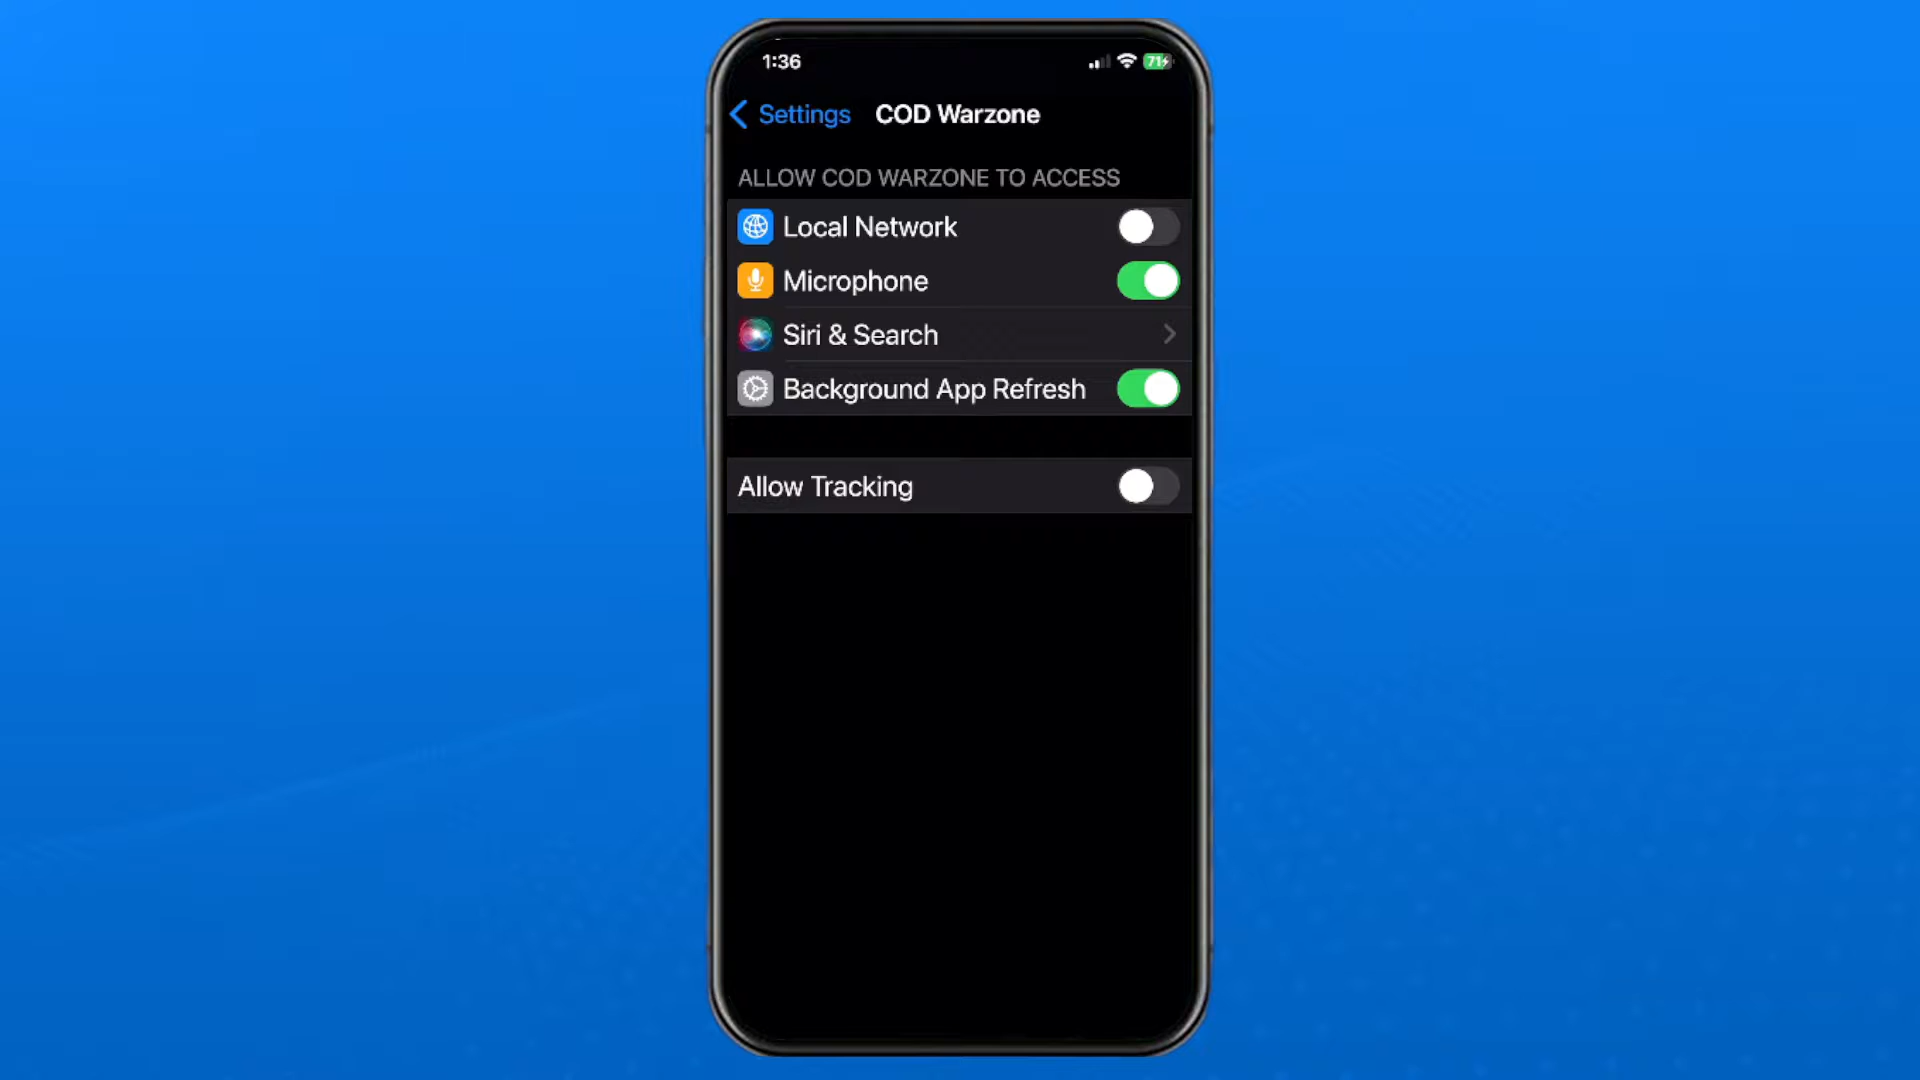 1:36
71
Settings COD Warzone
ALLOW COD WARZONE TO ACCESS
Local Network
Microphone
Siri & Search
Background App Refresh
Allow Tracking